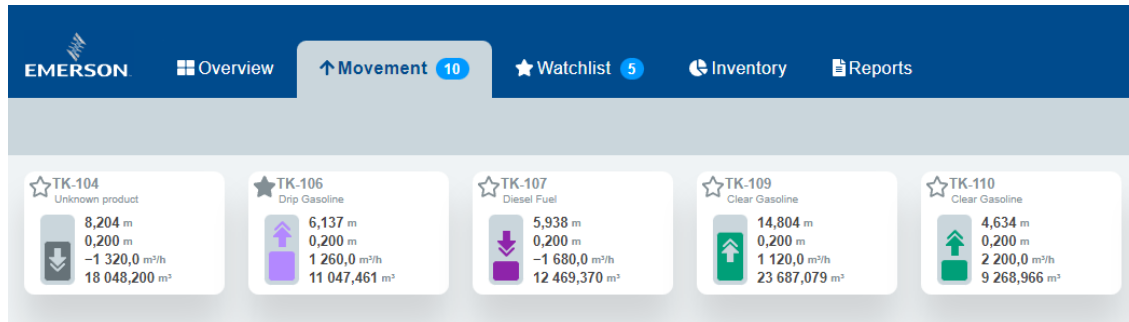 EMERSON
Overview
Movement 10
Watchlist 5
Inventory
Reports
TK-104
Unknown product
8,204 m
0,200 m
−1 320,0 m³/h
18 048,200 m³
TK-106
Drip Gasoline
6,137 m
0,200 m
1 260,0 m³/h
11 047,461 m³
TK-107
Diesel Fuel
5,938 m
0,200 m
−1 680,0 m³/h
12 469,370 m³
TK-109
Clear Gasoline
14,804 m
0,200 m
1 120,0 m³/h
23 687,079 m³
TK-110
Clear Gasoline
4,634 m
0,200 m
2 200,0 m³/h
9 268,966 m³